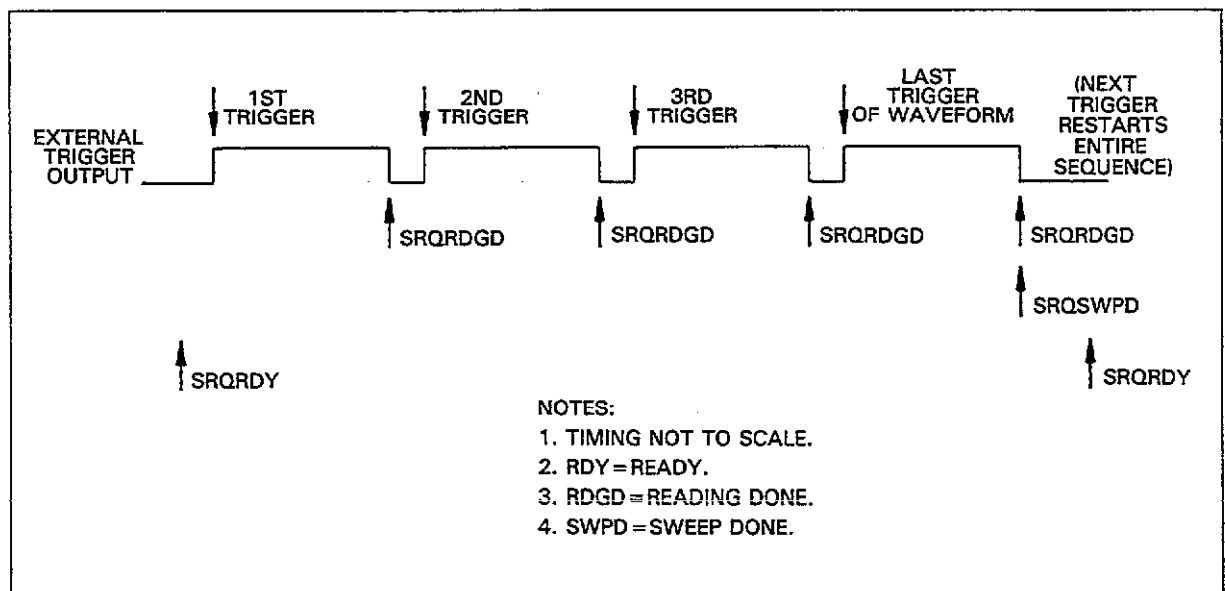 1ST
TRIGGER
2ND
TRIGGER
3RD
TRIGGER
LAST
TRIGGER
OF WAVEFORM
(NEXT
TRIGGER
RESTARTS
ENTIRE
SEQUENCE)
EXTERNAL
TRIGGER
OUTPUT
SRQRDGD
SRQRDGD
SRQRDGD
SRQRDGD
SRQSWPD
SRQRDY
SRQRDY
NOTES:
1. TIMING NOT TO SCALE.
2. RDY=READY.
3. RDGD=READING DONE.
4. SWPD=SWEEP DONE.